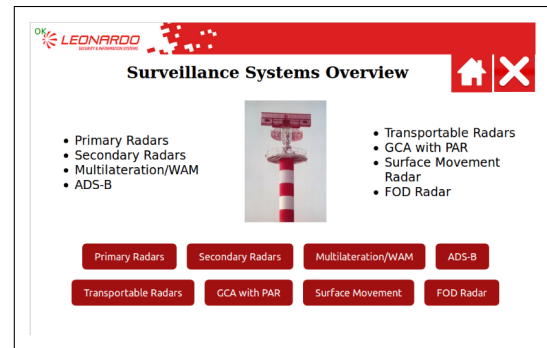 OK
LEONARDO
SECURITY & INFORMATION SYSTEMS
Surveillance Systems Overview
• Primary Radars
• Secondary Radars
• Multilateration/WAM
• ADS-B
• Transportable Radars
• GCA with PAR
• Surface Movement
Radar
• FOD Radar
Primary Radars Secondary Radars Multilateration/WAM ADS-B
Transportable Radars GCA with PAR Surface Movement FOD Radar